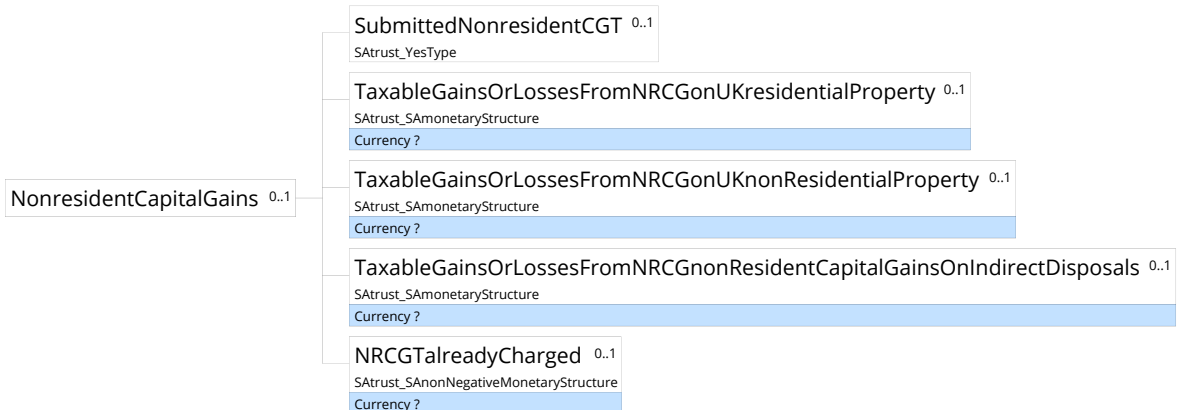 SubmittedNonresidentCGT 0..1
SAtrust_YesType
TaxableGainsOrLossesFromNRCGonUKresidentialProperty 0..1
SAtrust_SAmonetaryStructure
Currency ?
NonresidentCapitalGains 0..1
TaxableGainsOrLossesFromNRCGonUKnonResidentialProperty 0..1
SAtrust_SAmonetaryStructure
Currency ?
TaxableGainsOrLossesFromNRCGnonResidentCapitalGainsOnIndirectDisposals 0..1
SAtrust_SAmonetaryStructure
Currency ?
NRCGTalreadyCharged 0..1
SAtrust_SAnonNegativeMonetaryStructure
Currency ?